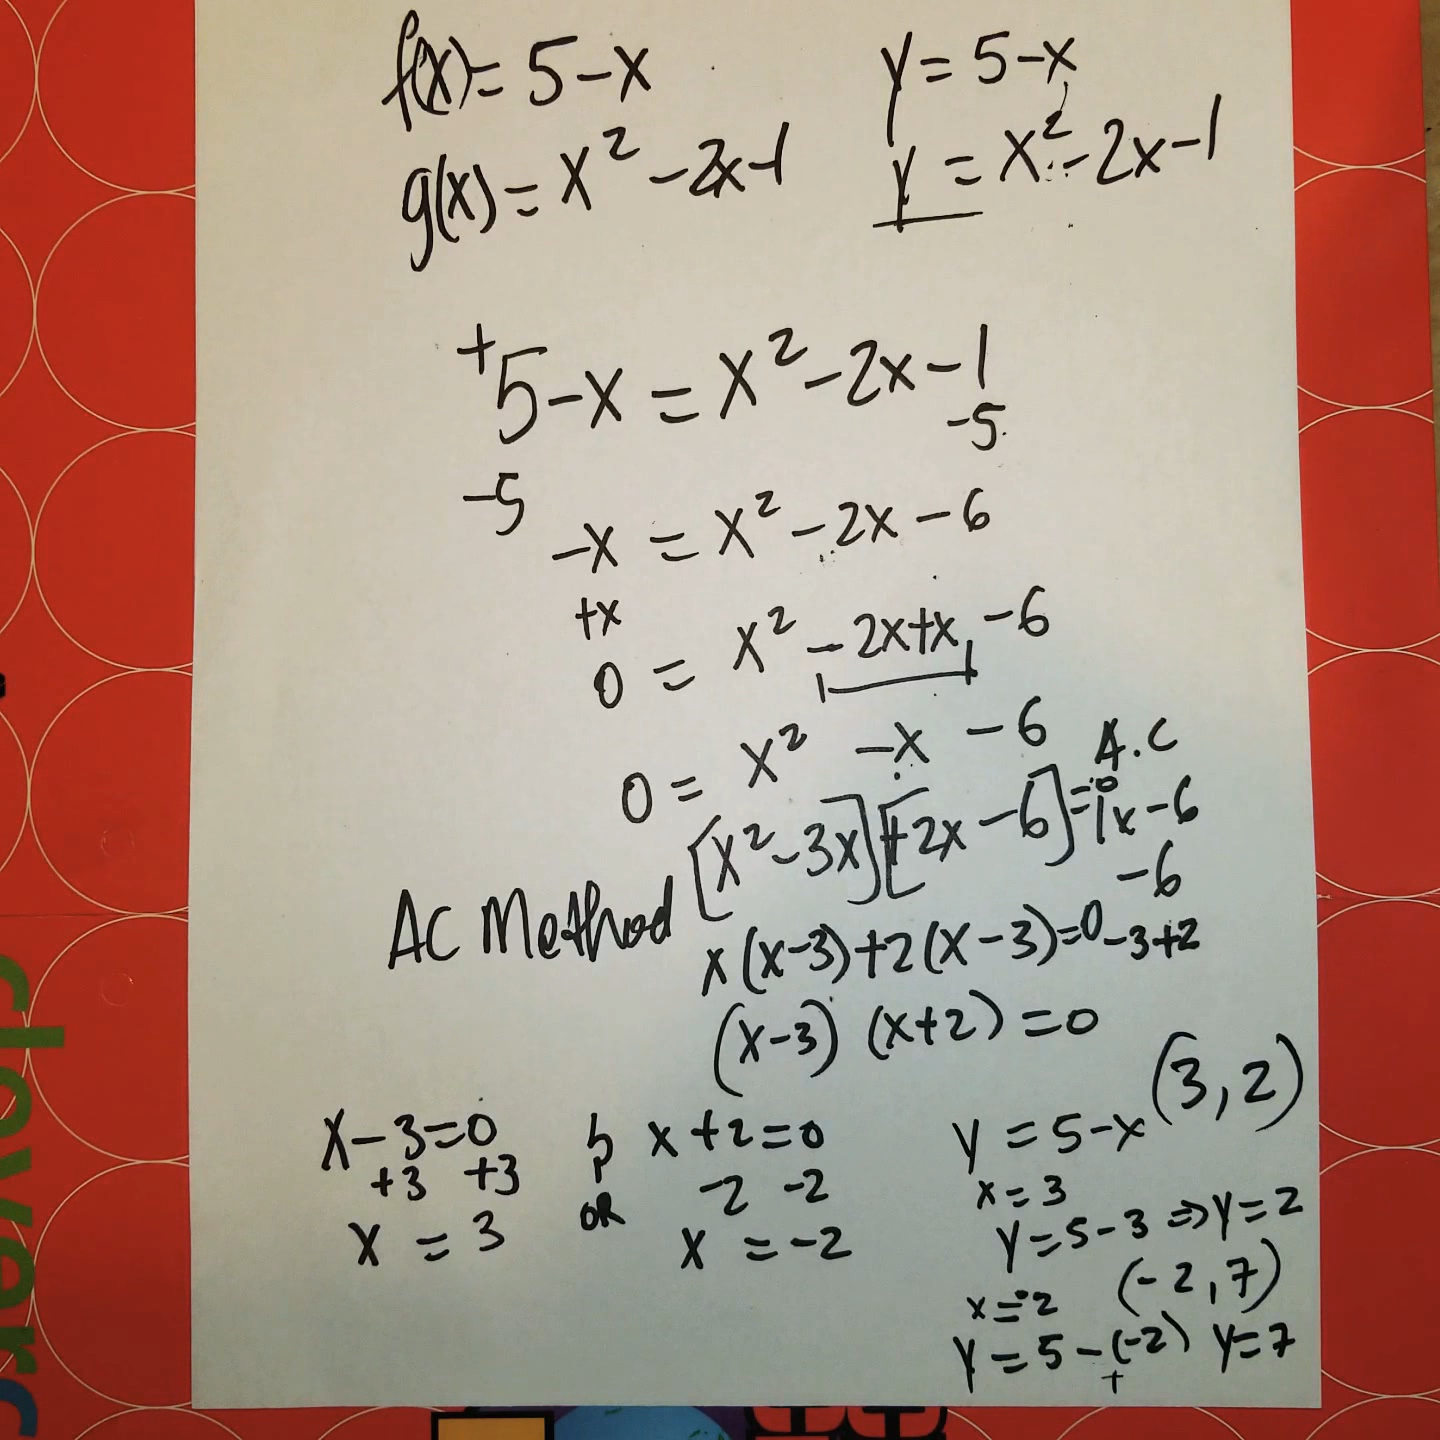 f(x) = 5 - x
g(x) = x² - 2x - 1
y = 5 - x
y = x² - 2x - 1
+5 - x = x² - 2x - 1
-5
-5
-x = x² - 2x - 6
+x
0 = x² - 2x + x - 6
0 = x² - x - 6
A.C
AC Method [x² - 3x] [+2x - 6] = 0
1x - 6
-6
x(x - 3) + 2(x - 3) = 0
-3 + 2
(x - 3) (x + 2) = 0
x - 3 = 0
+3 +3
x = 3
OR
x + 2 = 0
-2 -2
x = -2
(3, 2)
y = 5 - x
x = 3
y = 5 - 3 ⇒ y = 2
(-2, 7)
x = -2
y = 5 - (-2) y = 7
+
clover